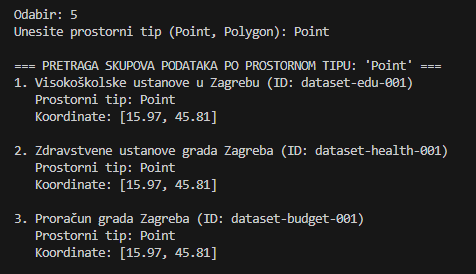 Odabir: 5
Unesite prostorni tip (Point, Polygon): Point
=== PRETRAGA SKUPOVA PODATAKA PO PROSTORNOM TIPU: 'Point' ===
1. Visokoškolske ustanove u Zagrebu (ID: dataset-edu-001)
Prostorni tip: Point
Koordinate: [15.97, 45.81]
2. Zdravstvene ustanove grada Zagreba (ID: dataset-health-001)
Prostorni tip: Point
Koordinate: [15.97, 45.81]
3. Proračun grada Zagreba (ID: dataset-budget-001)
Prostorni tip: Point
Koordinate: [15.97, 45.81]